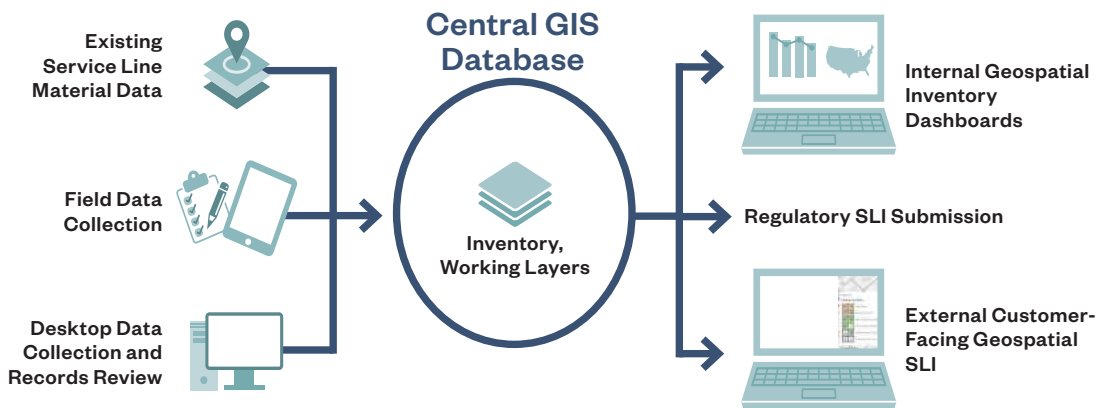 Existing
Service Line
Material Data
Field Data
Collection
Desktop Data
Collection and
Records Review
Central GIS
Database
Inventory,
Working Layers
Internal Geospatial
Inventory
Dashboards
Regulatory SLI Submission
External Customer-
Facing Geospatial
SLI